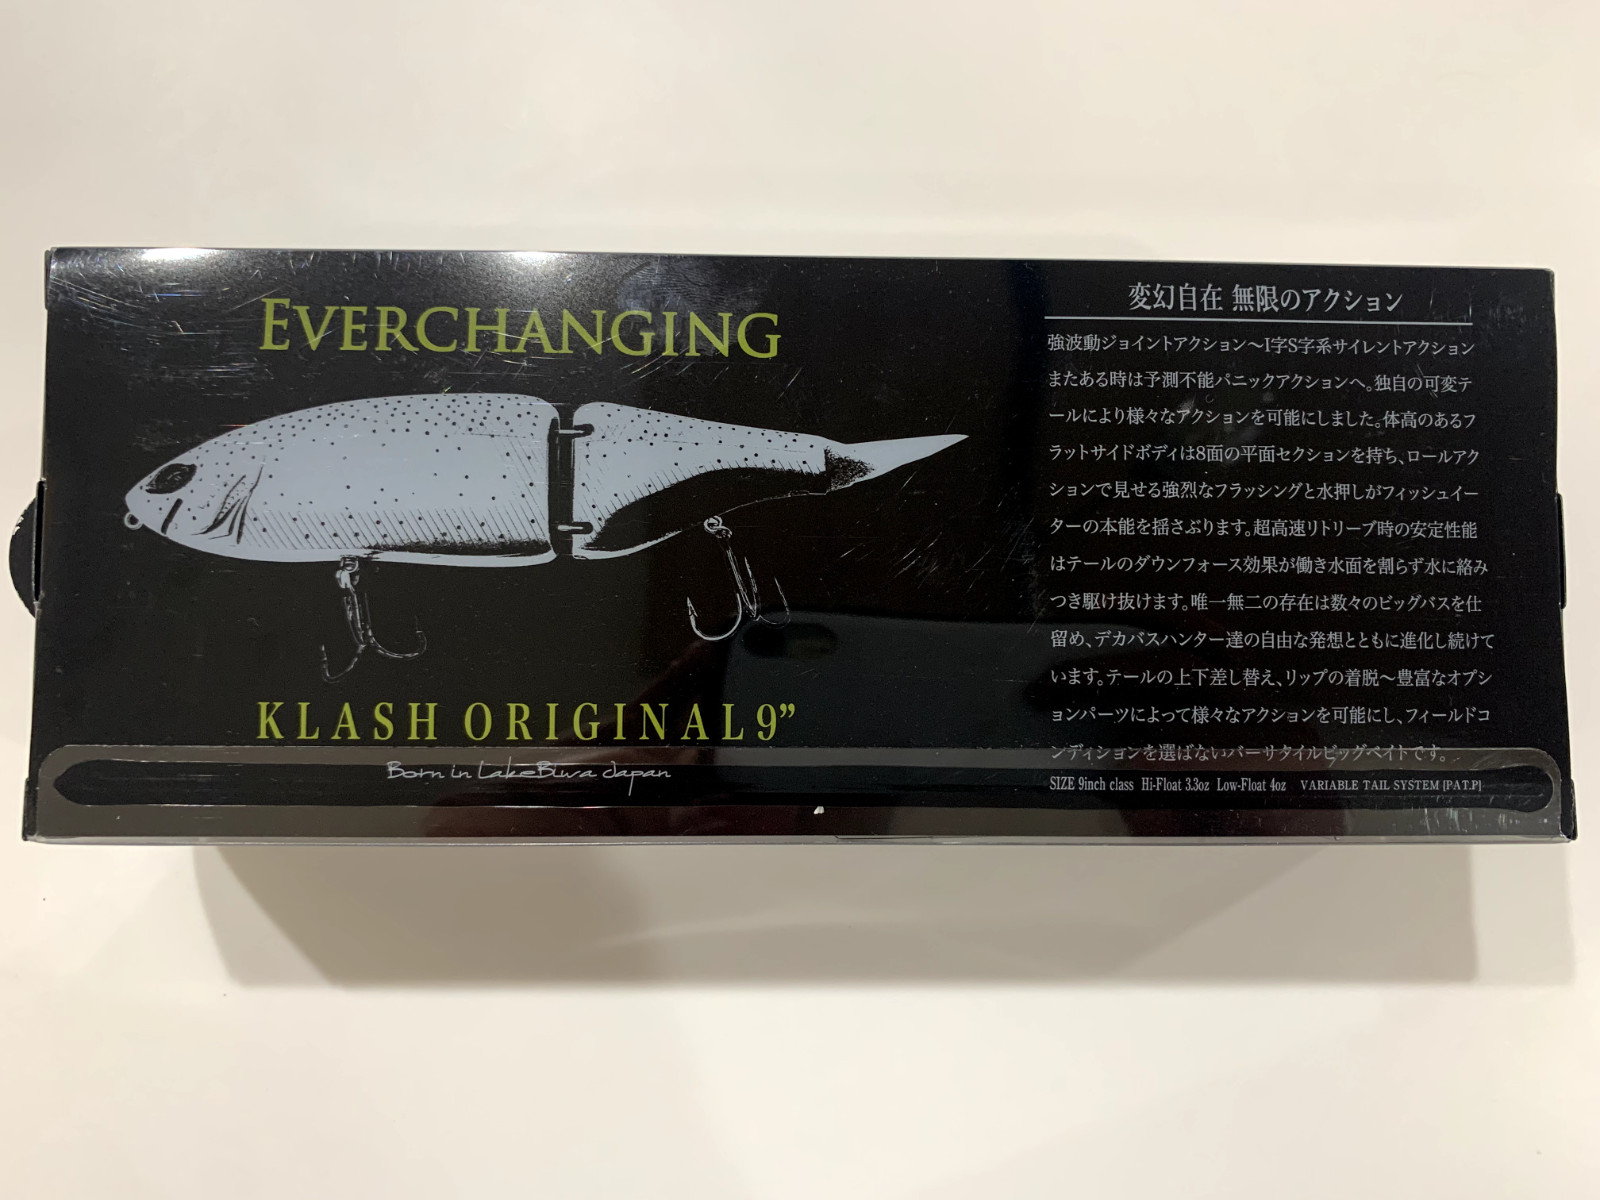 EVERCHANGING
KLASH ORIGINAL 9”
Born in Lake Biwa Japan
変幻自在 無限のアクション
強波動ジョイントアクション〜I字S字系サイレントアクション
またある時は予測不能パニックアクションへ。独自の可変テ
ールにより様々なアクションを可能にしました。体高のあるフ
ラットサイドボディは8面の平面セクションを持ち、ロールアク
ションで見せる強烈なフラッシングと水押しがフィッシュイー
ターの本能を揺さぶります。超高速リトリーブ時の安定性能
はテールのダウンフォース効果が働き水面を割らず水に絡み
つき駆け抜けます。唯一無二の存在は数々のビッグバスを仕
留め、デカバスハンター達の自由な発想とともに進化し続けて
います。テールの上下差し替え、リップの着脱〜豊富なオプシ
ョンパーツによって様々なアクションを可能にし、フィールドコ
ンディションを選ばないバーサタイルビッグベイトです。
SIZE 9inch class Hi-Float 3.3oz Low-Float 4oz VARIABLE TAIL SYSTEM [PAT.P]